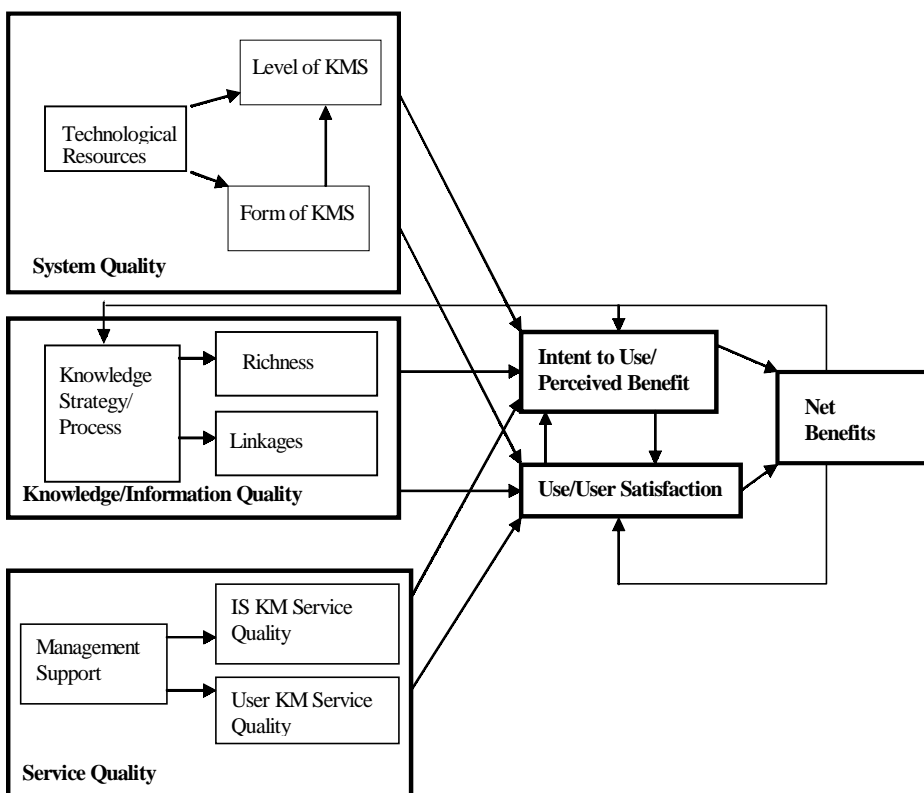 Level of KMS
Technological
Resources
Form of KMS
System Quality
Knowledge
Strategy/
Process
Richness
Linkages
Knowledge/Information Quality
Management
Support
IS KM Service
Quality
User KM Service
Quality
Service Quality
Intent to Use/
Perceived Benefit
Use/User Satisfaction
Net
Benefits